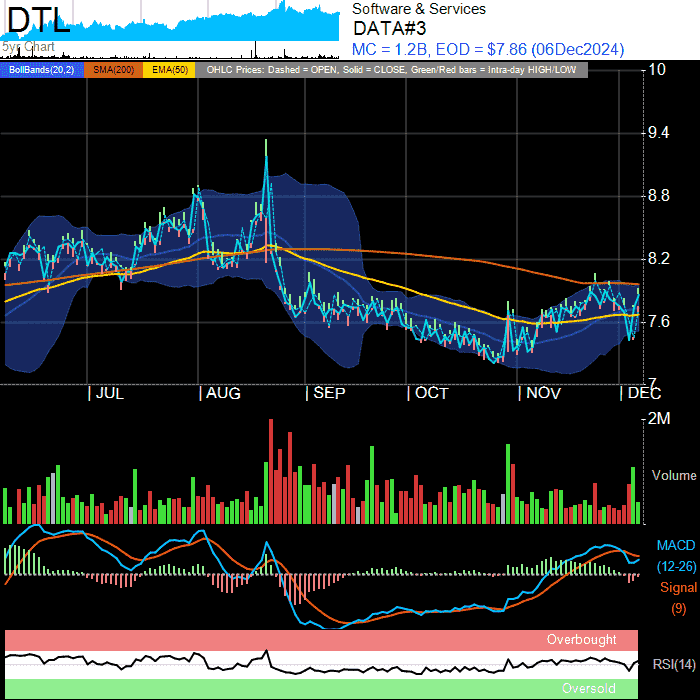 DTL
5yr Chart
Software & Services
DATA#3
MC = 1.2B, EOD = $7.86 (06Dec2024)
BollBands(20,2) SMA(200) EMA(50) OHLC Prices: Dashed = OPEN, Solid = CLOSE, Green/Red bars = Intra-day HIGH/LOW
10
9.4
8.8
8.2
7.6
7
| JUL | AUG | SEP | OCT | NOV | DEC
2M
Volume
MACD
(12-26)
Signal
(9)
Overbought
RSI(14)
Oversold